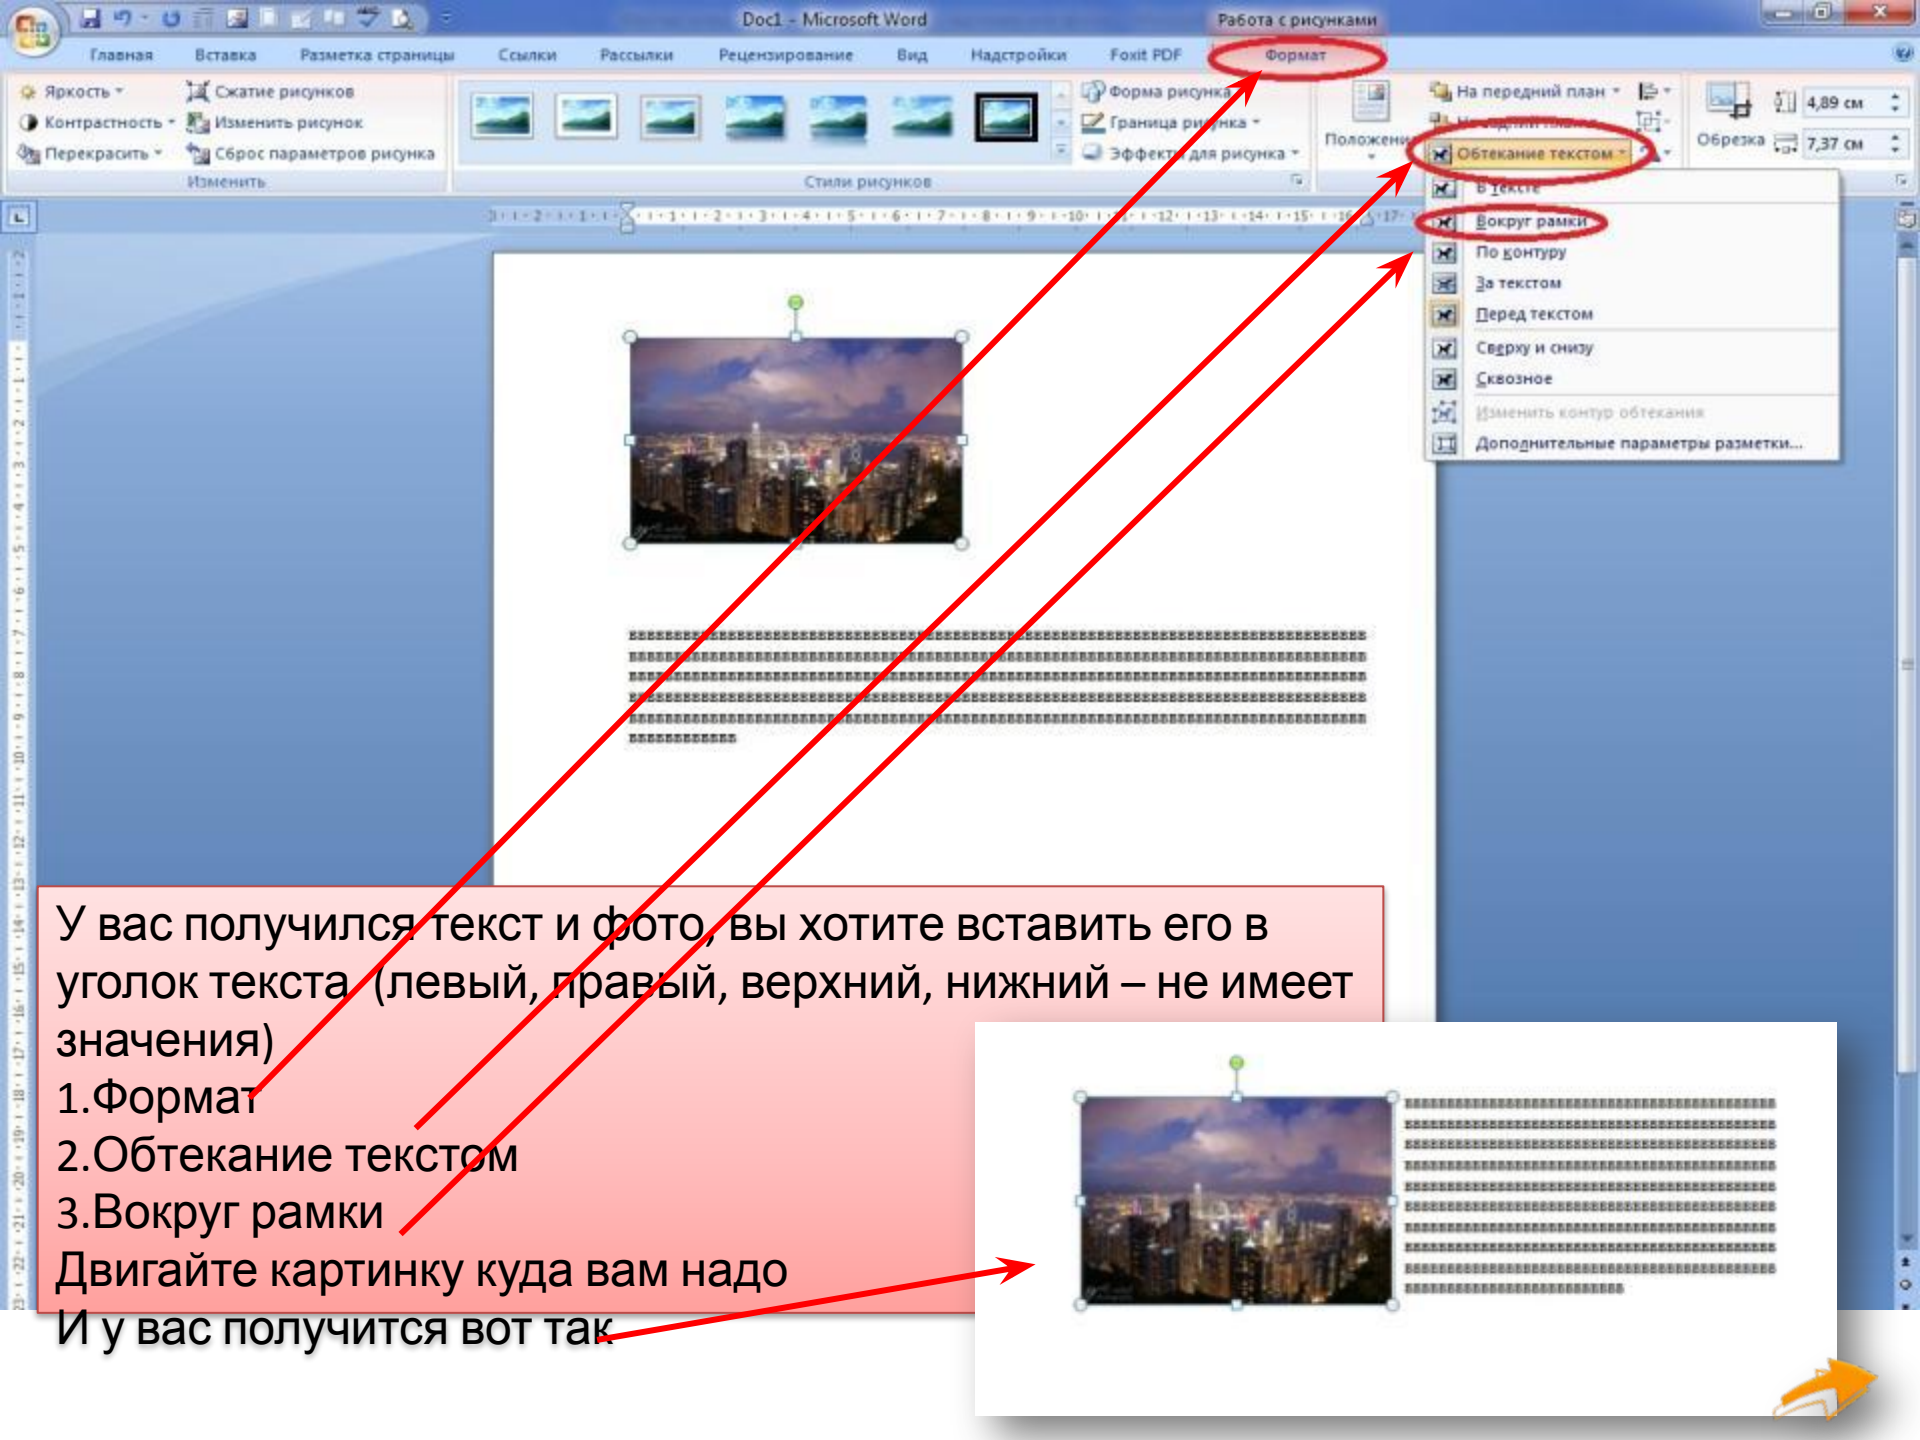 Doc1 - Microsoft Word
Работа с рисунками
Главная Вставка Разметка страницы Ссылки Рассылки Рецензирование Вид Надстройки Foxit PDF Формат
Яркость
Контрастность
Перекрасить
Сжатие рисунков
Изменить рисунок
Сброс параметров рисунка
Изменить
Стили рисунков
Форма рисунка
Граница рисунка
Эффекты для рисунка
Положение
На передний план
Обтекание текстом
Обрезка
4,89 см
7,37 см
В тексте
Вокруг рамки
По контуру
За текстом
Перед текстом
Сверху и снизу
Сквозное
Изменить контур обтекания
Дополнительные параметры разметки...
У вас получился текст и фото, вы хотите вставить его в
уголок текста (левый, правый, верхний, нижний – не имеет
значения)
1.Формат
2.Обтекание текстом
3.Вокруг рамки
Двигайте картинку куда вам надо
И у вас получится вот так